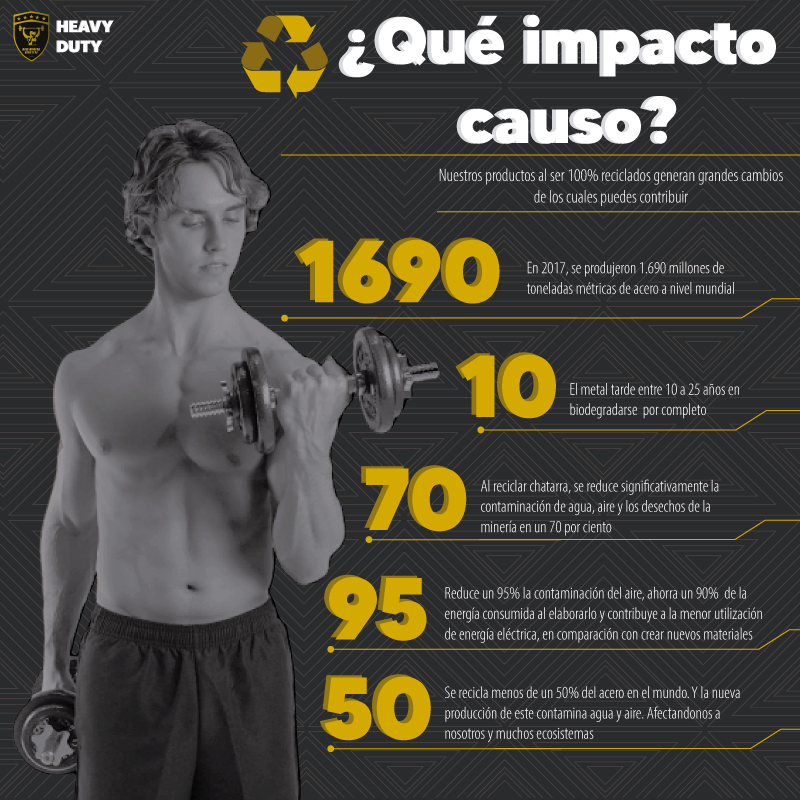 HEAVY
DUTY
¿Qué impacto
causo?
Nuestros productos al ser 100% reciclados generan grandes cambios
de los cuales puedes contribuir
1690
En 2017, se produjeron 1.690 millones de
toneladas métricas de acero a nivel mundial
10
El metal tarde entre 10 a 25 años en
biodegradarse por completo
70
Al reciclar chatarra, se reduce significativamente la
contaminación de agua, aire y los desechos de la
minería en un 70 por ciento
95
Reduce un 95% la contaminación del aire, ahorra un 90% de la
energía consumida al elaborarlo y contribuye a la menor utilización
de energía eléctrica, en comparación con crear nuevos materiales
50
Se recicla menos de un 50% del acero en el mundo. Y la nueva
producción de este contamina agua y aire. Afectandonos a
nosotros y muchos ecosistemas